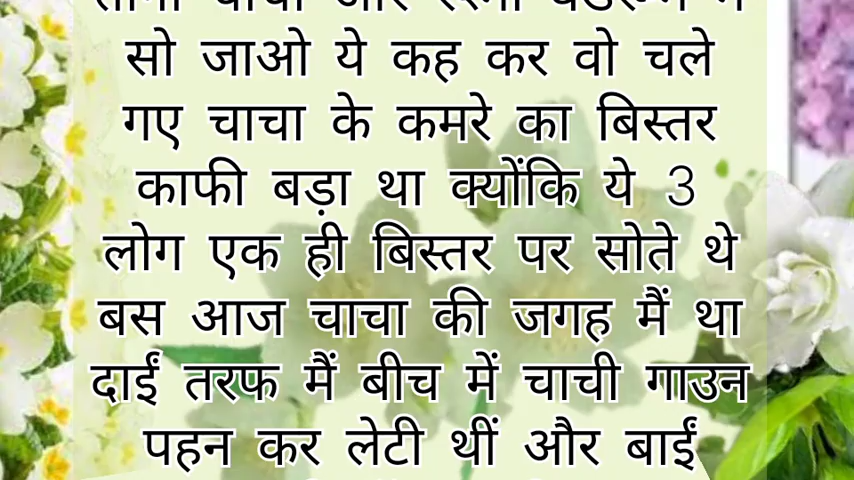 चाची और
सो जाओ ये कह कर वो चले
गए चाचा के कमरे का बिस्तर
काफी बड़ा था क्योंकि ये 3
लोग एक ही बिस्तर पर सोते थे
बस आज चाचा की जगह मैं था
दाईं तरफ मैं बीच में चाची गाउन
पहन कर लेटी थीं और बाईं